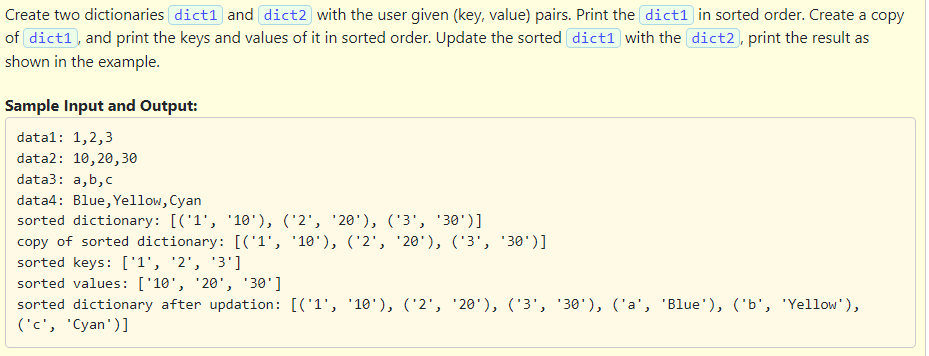 Create two dictionaries dict1 and dict2 with the user given (key, value) pairs. Print the dict1 in sorted order. Create a copy
of dict1 , and print the keys and values of it in sorted order. Update the sorted dict1 with the dict2 , print the result as
shown in the example.
Sample Input and Output:
data1: 1,2,3
data2: 10,20,30
data3: a,b,c
data4: Blue,Yellow,Cyan
sorted dictionary: [('1', '10'), ('2', '20'), ('3', '30')]
copy of sorted dictionary: [('1', '10'), ('2', '20'), ('3', '30')]
sorted keys: ['1', '2', '3']
sorted values: ['10', '20', '30']
sorted dictionary after updation: [('1', '10'), ('2', '20'), ('3', '30'), ('a', 'Blue'), ('b', 'Yellow'),
('c', 'Cyan')]